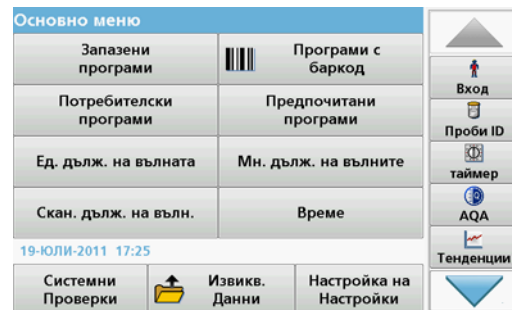 Основно меню
Запазени
програми
Програми с
баркод
Потребителски
програми
Предпочитани
програми
Ед. дълж. на вълната
Мн. дълж. на вълните
Скан. дълж. на вълн.
Време
19-ЮЛИ-2011 17:25
Системни
Проверки
Извикв.
Данни
Настройка на
Настройки
Вход
Проби ID
таймер
AQA
Тенденции